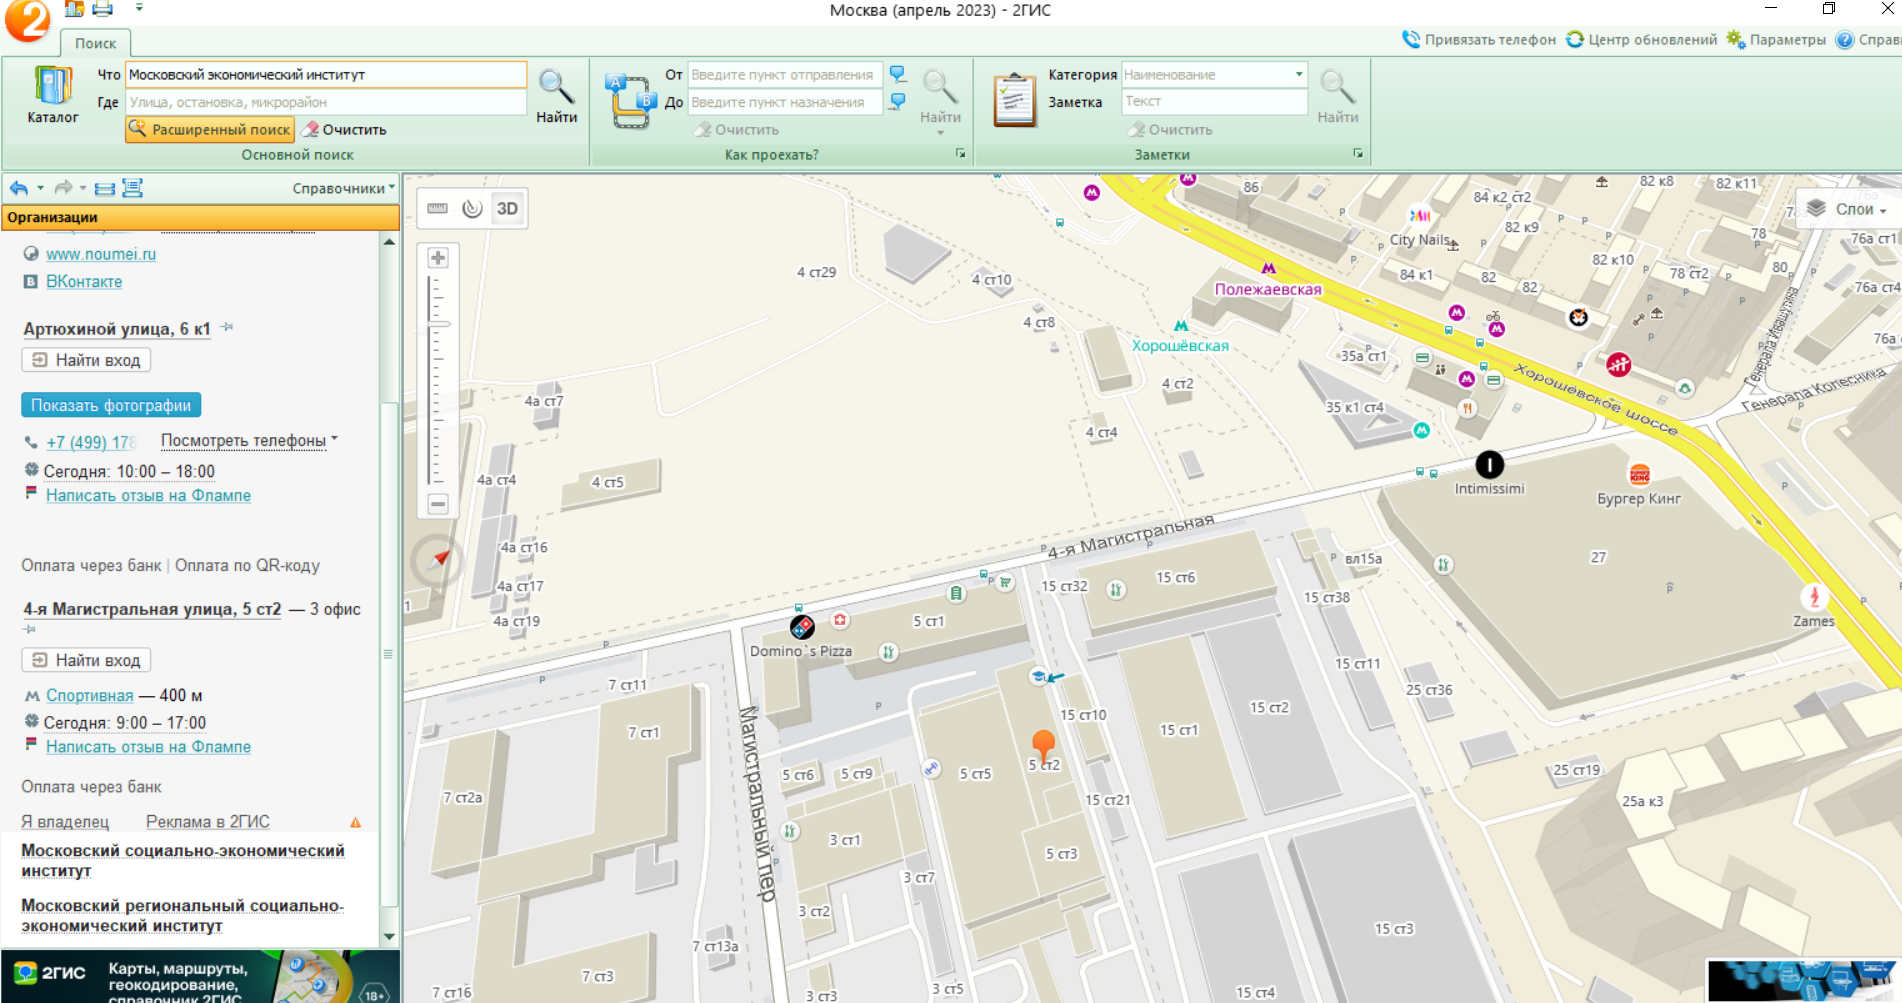 Москва (апрель 2023) - 2ГИС
Поиск
Привязать телефон
Центр обновлений
Параметры
Что
Московский экономический институт
Где
Улица, остановка, микрорайон
Каталог
Найти
Расширенный поиск
Очистить
Основной поиск
От
Введите пункт отправления
До
Введите пункт назначения
Найти
Очистить
Как проехать?
Категория
Наименование
Заметка
Текст
Найти
Очистить
Заметки
Справочники
Организации
www.noumei.ru
ВКонтакте
Артюхиной улица, 6 к1
Найти вход
Показать фотографии
+7 (499) 178
Посмотреть телефоны
Сегодня: 10:00 – 18:00
Написать отзыв на Флампе
Оплата через банк | Оплата по QR-коду
4-я Магистральная улица, 5 ст2 — 3 офис
Найти вход
Спортивная — 400 м
Сегодня: 9:00 – 17:00
Написать отзыв на Флампе
Оплата через банк
Я владелец
Реклама в 2ГИС
Московский социально-экономический
институт
Московский региональный социально-
экономический институт
2ГИС
Карты, маршруты,
геокодирование,
справочник 2ГИС
18+
3D
Слои
86
84 к2 ст2
82 к8
82 к11
City Nails
82 к9
78
76а ст1
4 ст29
4 ст10
84 к1
82
82 к10
78 ст2
80
82
76а ст4
Полежаевская
4 ст8
Хорошёвская
35а ст1
76а
Генерала Ивашутина
Хорошёвское шоссе
Генерала Колесника
4а ст7
4 ст2
35 к1 ст4
4 ст4
4а ст4
4 ст5
Intimissimi
Бургер Кинг
4-я Магистральная
4а ст16
4а ст17
4а ст19
15 ст32
15 ст6
вл15а
27
15 ст38
5 ст1
Domino`s Pizza
Zames
7 ст11
15 ст11
25 ст36
15 ст10
15 ст2
15 ст1
7 ст1
Магистральный пер
5 ст6
5 ст9
5 ст5
5 ст2
25 ст19
7 ст2а
15 ст21
25а к3
3 ст1
5 ст3
3 ст7
3 ст2
15 ст3
7 ст13а
7 ст3
7 ст16
3 ст3
3 ст5
15 ст4